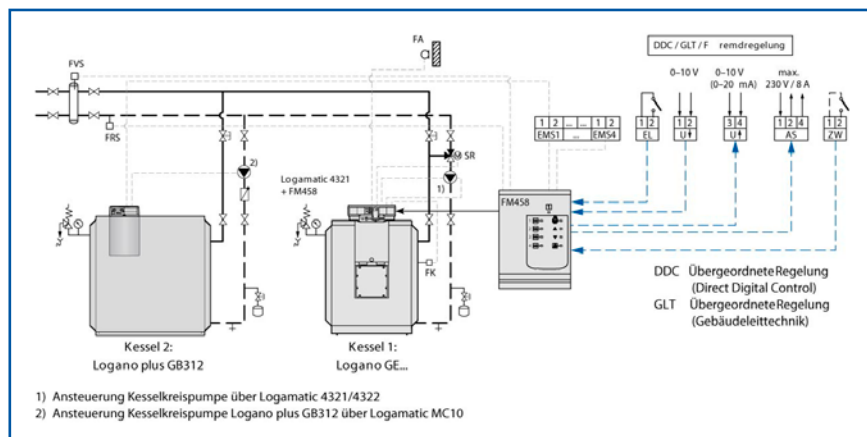 FA
DDC / GLT / F remdregelung
FVS
0–10 V
0–10 V
(0–20 mA)
max.
230 V / 8 A
1 2 ... ... 1 2
EMS1 ... EMS4
1 2
EL
1 2
U
3 4
U
1 2 4
AS
1 2
ZW
FRS
M SR
2)
1)
Logamatic 4321
+ FM458
FM458
FK
DDC Übergeordnete Regelung
(Direct Digital Control)
GLT Übergeordnete Regelung
(Gebäudeleittechnik)
Kessel 2:
Logano plus GB312
Kessel 1:
Logano GE...
1) Ansteuerung Kesselkreispumpe über Logamatic 4321/4322
2) Ansteuerung Kesselkreispumpe Logano plus GB312 über Logamatic MC10